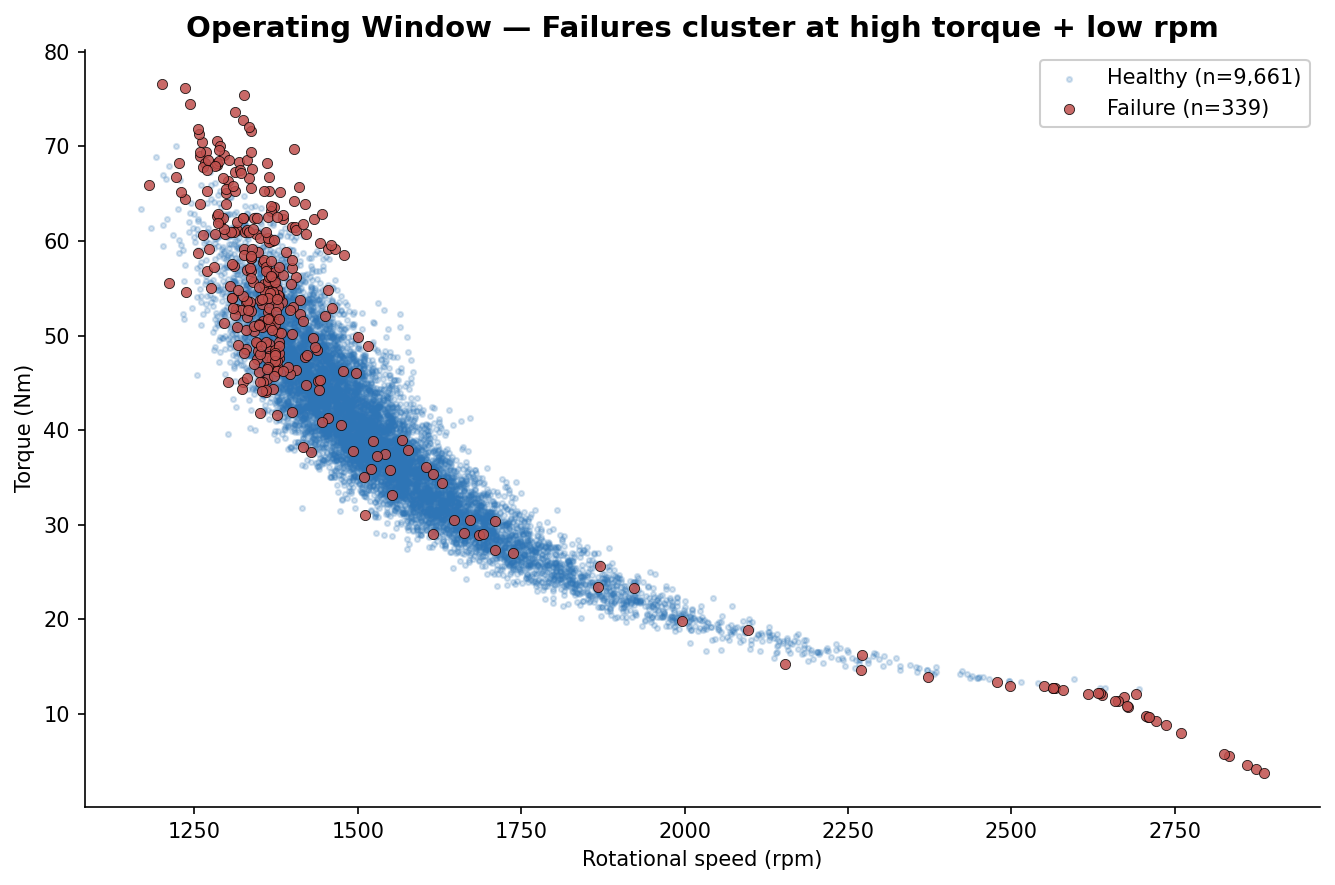 Operating Window — Failures cluster at high torque + low rpm
Healthy (n=9,661)
Failure (n=339)
80
70
60
50
40
30
20
10
Torque (Nm)
1250 1500 1750 2000 2250 2500 2750
Rotational speed (rpm)